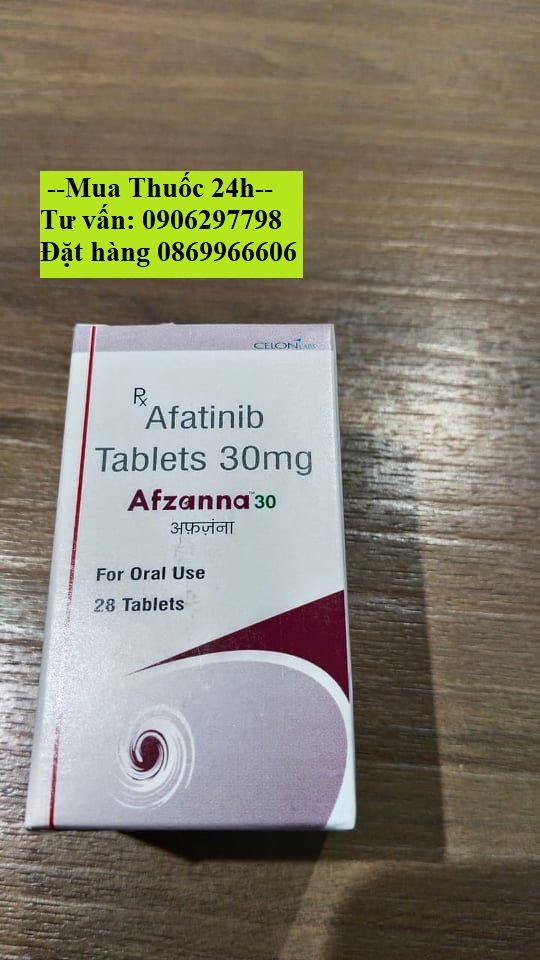 --Mua Thuốc 24h--
Tư vấn: 0906297798
Đặt hàng 0869966606
CELON LABS
Rx Afatinib
Tablets 30mg
Afzanna™ 30
अफ़ज़ंना
For Oral Use
28 Tablets